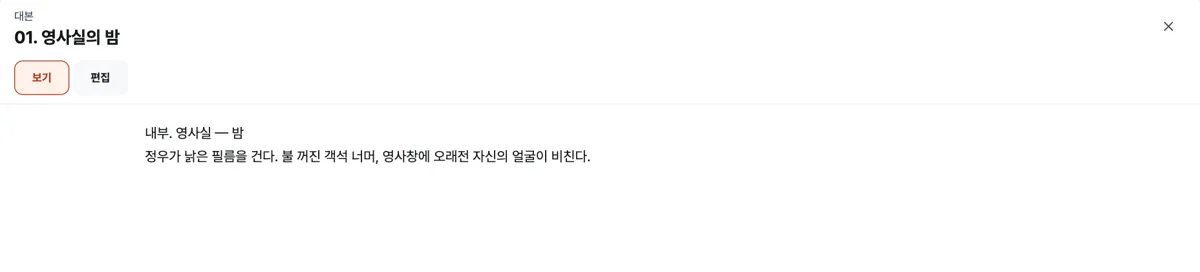 대본
01. 영사실의 밤
보기
편집
내부. 영사실 — 밤
정우가 낡은 필름을 건다. 불 꺼진 객석 너머, 영사창에 오래전 자신의 얼굴이 비친다.